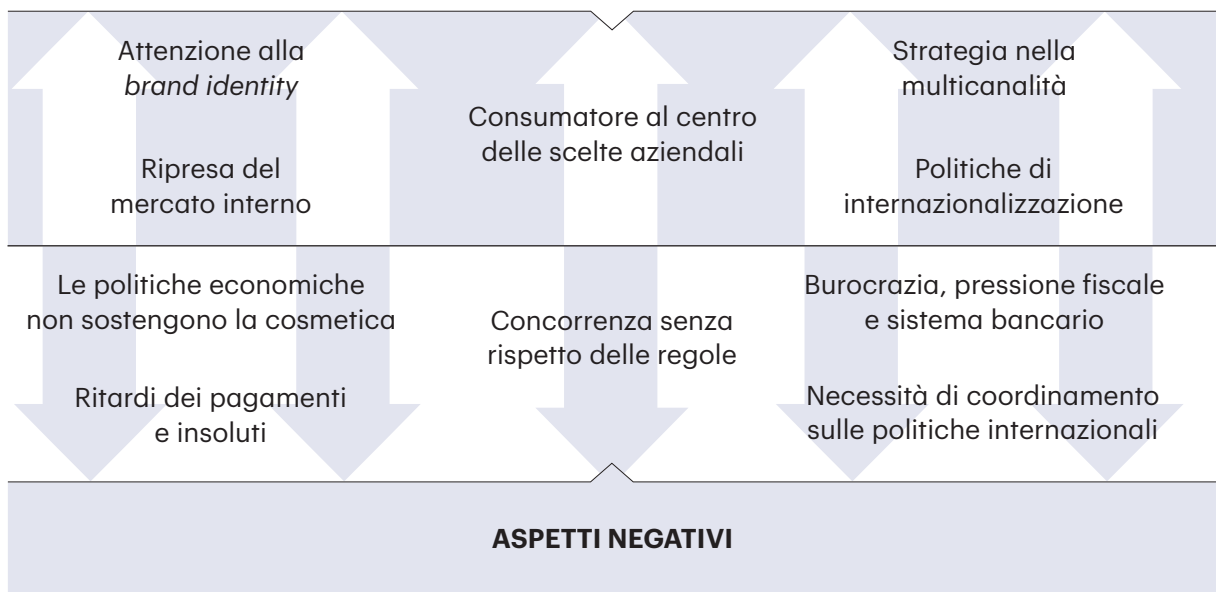 Attenzione alla
brand identity
Ripresa del
mercato interno
Consumatore al centro
delle scelte aziendali
Strategia nella
multicanalità
Politiche di
internazionalizzazione
Le politiche economiche
non sostengono la cosmetica
Ritardi dei pagamenti
e insoluti
Concorrenza senza
rispetto delle regole
Burocrazia, pressione fiscale
e sistema bancario
Necessità di coordinamento
sulle politiche internazionali
ASPETTI NEGATIVI